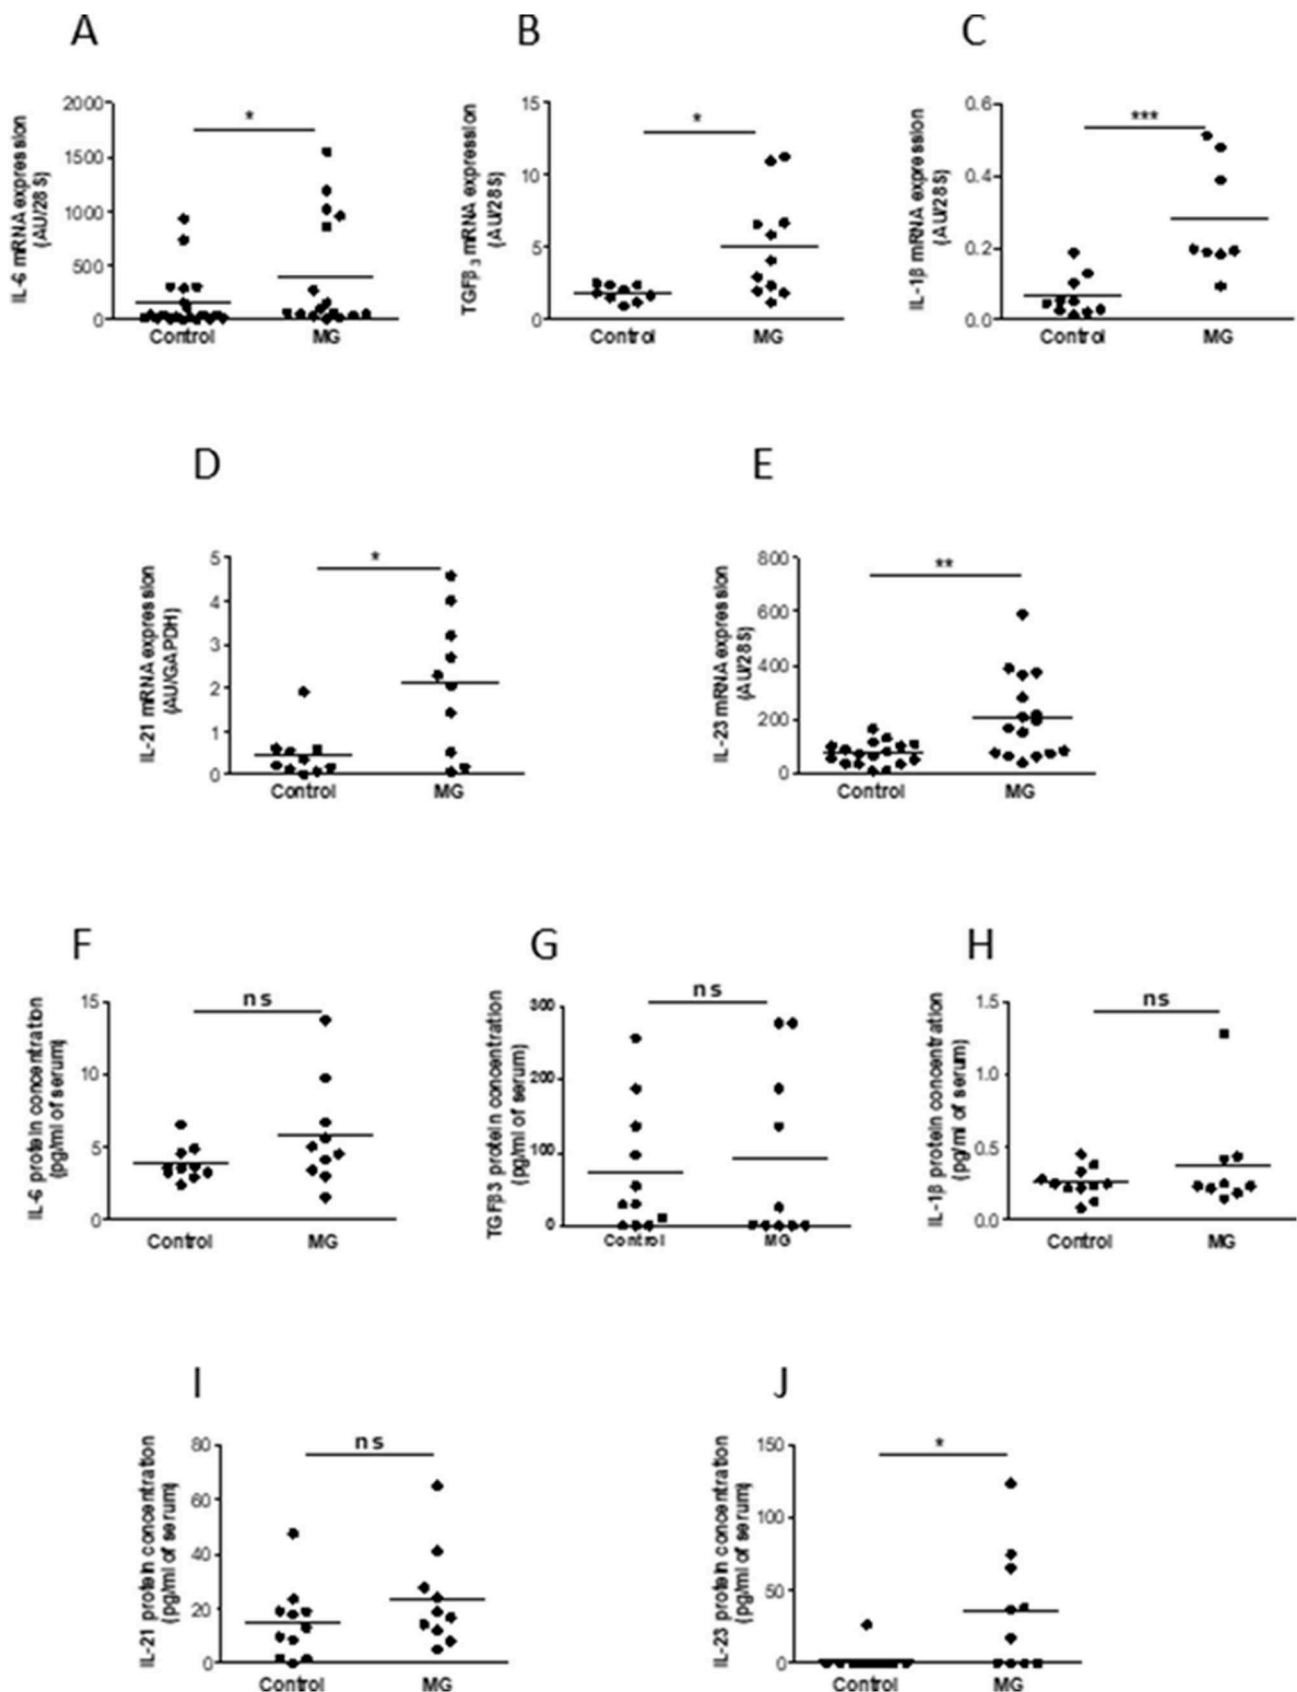 A
B
C
IL-6 mRNA expression
(AU/28S)
2000
1500
1000
500
0
*
Control
MG
TGFβ3 mRNA expression
(AU/28S)
15
10
5
0
*
Control
MG
IL-1β mRNA expression
(AU/28S)
0.6
0.4
0.2
0.0
***
Control
MG
D
E
IL-21 mRNA expression
(AU/GAPDH)
5
4
3
2
1
0
*
Control
MG
IL-23 mRNA expression
(AU/28S)
800
600
400
200
0
**
Control
MG
F
G
H
IL-6 protein concentration
(pg/ml of serum)
15
10
5
0
ns
Control
MG
TGFβ3 protein concentration
(pg/ml of serum)
300
200
100
0
ns
Control
MG
IL-1β protein concentration
(pg/ml of serum)
1.5
1.0
0.5
0.0
ns
Control
MG
I
J
IL-21 protein concentration
(pg/ml of serum)
80
60
40
20
0
ns
Control
MG
IL-23 protein concentration
(pg/ml of serum)
150
100
50
0
*
Control
MG